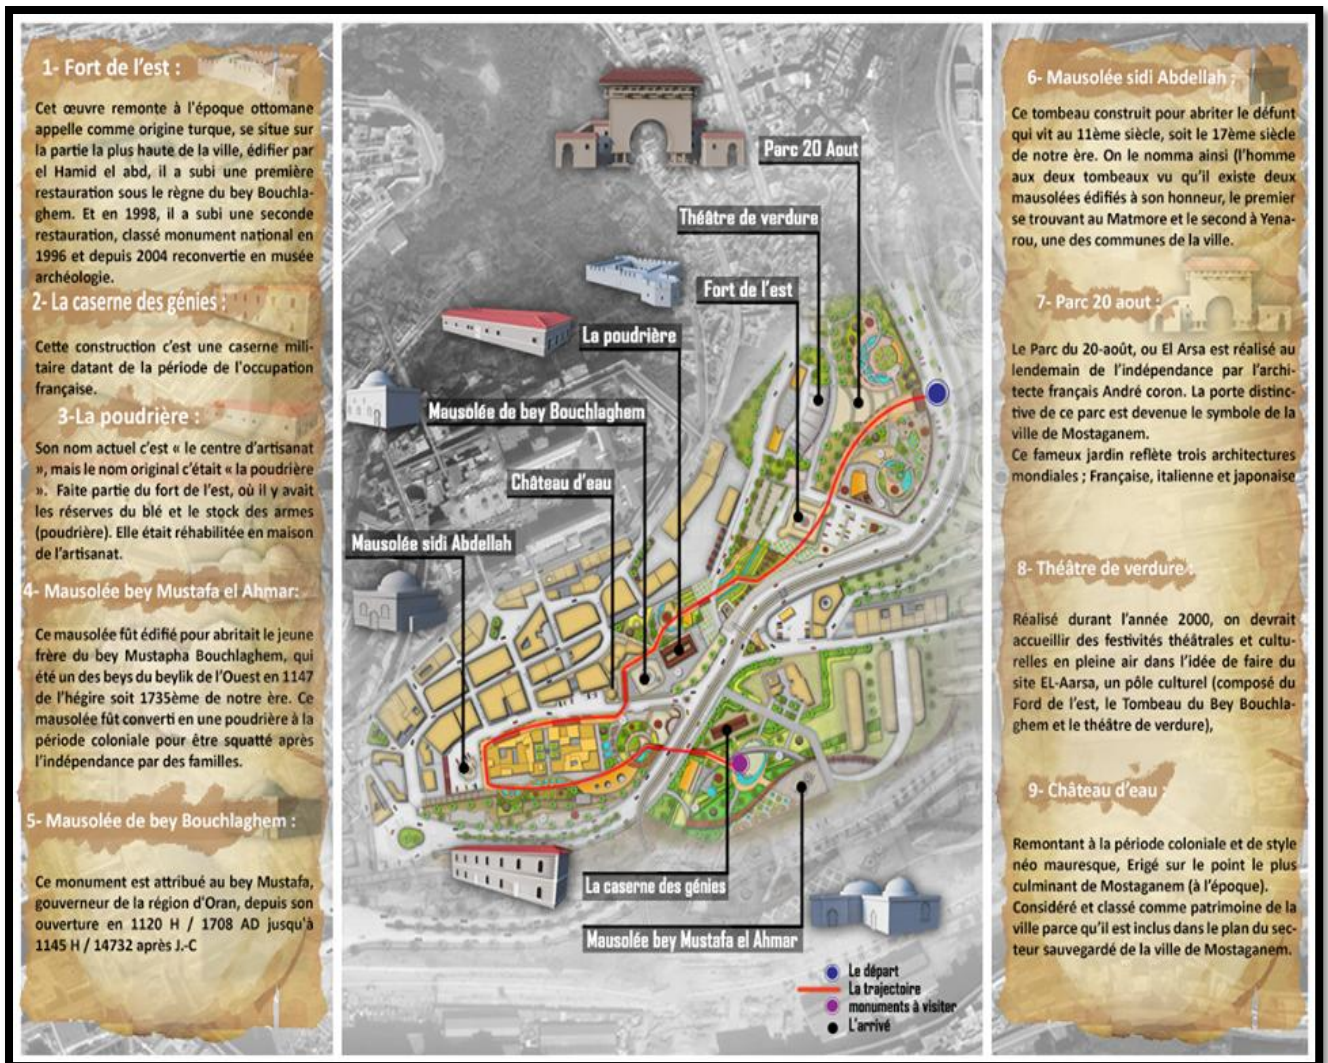 1- Fort de l'est :
Cet œuvre remonte à l'époque ottomane
appelle comme origine turque, se situe sur
la partie la plus haute de la ville, édifier par
el Hamid el abd, il a subi une première
restauration sous le règne du bey Bouchla-
ghem. Et en 1998, il a subi une seconde
restauration, classé monument national en
1996 et depuis 2004 reconvertie en musée
archéologie.
2- La caserne des génies :
Cette construction c'est une caserne mili-
taire datant de la période de l'occupation
française.
3-La poudrière :
Son nom actuel c'est « le centre d'artisanat
», mais le nom original c'était « la poudrière
». Faite partie du fort de l'est, où il y avait
les réserves du blé et le stock des armes
(poudrière). Elle était réhabilitée en maison
de l'artisanat.
4- Mausolée bey Mustafa el Ahmar:
Ce mausolée fût édifié pour abritait le jeune
frère du bey Mustapha Bouchlaghem, qui
été un des beys du beylik de l'Ouest en 1147
de l'hégire soit 1735ème de notre ère. Ce
mausolée fût converti en une poudrière à la
période coloniale pour être squatté après
l'indépendance par des familles.
5- Mausolée de bey Bouchlaghem :
Ce monument est attribué au bey Mustafa,
gouverneur de la région d'Oran, depuis son
ouverture en 1120 H / 1708 AD jusqu'à
1145 H / 14732 après J.-C
Parc 20 Aout
Théâtre de verdure
Fort de l'est
La poudrière
Mausolée de bey Bouchlaghem
Château d'eau
Mausolée sidi Abdellah
La caserne des génies
Mausolée bey Mustafa el Ahmar
Le départ
La trajectoire
monuments à visiter
L'arrivé
6- Mausolée sidi Abdellah :
Ce tombeau construit pour abriter le défunt
qui vit au 11ème siècle, soit le 17ème siècle
de notre ère. On le nomma ainsi (l'homme
aux deux tombeaux vu qu'il existe deux
mausolées édifiés à son honneur, le premier
se trouvant au Matmore et le second à Yena-
rou, une des communes de la ville.
7- Parc 20 aout :
Le Parc du 20-août, ou El Arsa est réalisé au
lendemain de l'indépendance par l'archi-
tecte français André coron. La porte distinc-
tive de ce parc est devenue le symbole de la
ville de Mostaganem.
Ce fameux jardin reflète trois architectures
mondiales ; Française, italienne et japonaise
8- Théâtre de verdure :
Réalisé durant l'année 2000, on devrait
accueillir des festivités théâtrales et cultu-
relles en pleine air dans l'idée de faire du
site EL-Aarsa, un pôle culturel (composé du
Ford de l'est, le Tombeau du Bey Bouchla-
ghem et le théâtre de verdure),
9- Château d'eau :
Remontant à la période coloniale et de style
néo mauresque, Erigé sur le point le plus
culminant de Mostaganem (à l'époque).
Considéré et classé comme patrimoine de la
ville parce qu'il est inclus dans le plan du sec-
teur sauvegardé de la ville de Mostaganem.